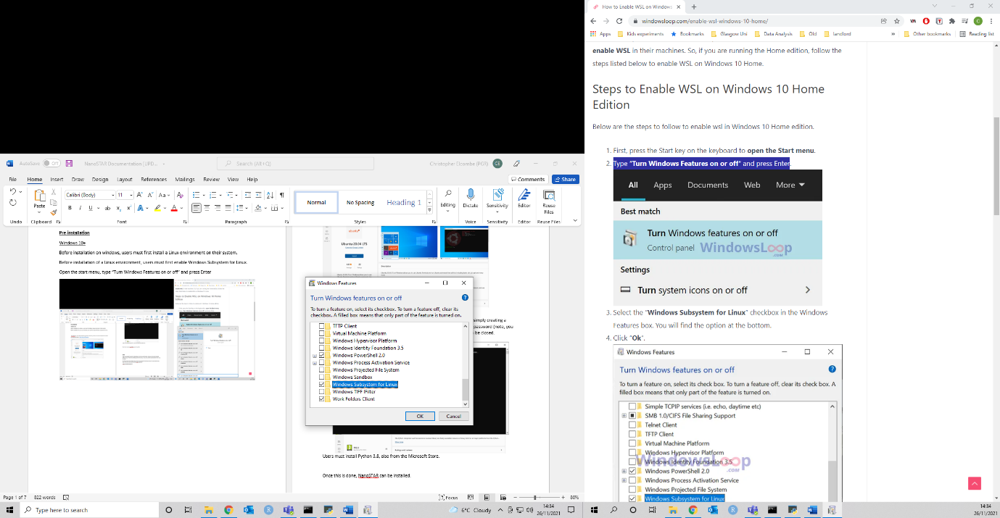 AutoSave Off NanoSTAR Documentation [UPD...
Search (Alt+Q)
Christopher Elcombe (PGR) CE
File Home Insert Draw Design Layout References Mailings Review View Help
Comments Share
Calibri (Body) 11
Paste
Undo Clipboard Font Paragraph Styles Voice Sensitivity Editor Reuse Files
Normal No Spacing Heading 1
Editing Dictate Sensitivity Editor Reuse Files
Pre-installation
Windows 10+
Before installation on windows, users must first install a Linux environment on their system.
Before installation of a Linux environment, users must first enable Windows Subsystem for Linux
Open the start menu, type "Turn Windows Features on or off" and press Enter
Ubuntu 20.04 LTS
simply creating a
password (note, you
be closed.
Users must install Python 3.8, also from the Microsoft Store.
Once this is done, NanoSTAR can be installed.
Windows Features
Turn Windows features on or off
To turn a feature on, select its checkbox. To turn a feature off, clear its
checkbox. A filled box means that only part of the feature is turned on.
TFTP Client
Virtual Machine Platform
Windows Hypervisor Platform
Windows Identity Foundation 3.5
Windows PowerShell 2.0
Windows Process Activation Service
Windows Projected File System
Windows Sandbox
Windows Subsystem for Linux
Windows TIFF IFilter
Work Folders Client
OK Cancel
Page 1 of 7 822 words
Focus
80%
Type here to search
6°C Cloudy
14:34
26/11/2021
How to Enable WSL on Windows
windowsloop.com/enable-wsl-windows-10-home/
Apps Kids experiments Bookmarks Glasgow Uni Data Analysis Old landlord » Other bookmarks Reading list
enable WSL in their machines. So, if you are running the Home edition, follow the
steps listed below to enable WSL on Windows 10 Home.
Steps to Enable WSL on Windows 10 Home
Edition
Below are the steps to follow to enable wsl in Windows 10 Home edition.
1. First, press the Start key on the keyboard to open the Start menu.
2. Type "Turn Windows Features on or off" and press Enter
All Apps Documents Web More
Best match
Turn Windows features on or off
Control panel
WindowsLoop
.COM
Settings
Turn system icons on or off
3. Select the "Windows Subsystem for Linux" checkbox in the Windows
Features box. You will find the option at the bottom.
4. Click "Ok".
Windows Features
Turn Windows features on or off
To turn a feature on, select its check box. To turn a feature off, clear its check box. A
filled box means that only part of the feature is turned on.
Simple TCPIP services (i.e. echo, daytime etc)
SMB 1.0/CIFS File Sharing Support
Telnet Client
TFTP Client
Virtual Machine Platform
Windows Hypervisor Platform
Windows Identity Foundation 3.5
WindowsLoop
.COM
Windows PowerShell 2.0
Windows Process Activation Service
Windows Projected File System
Windows Subsystem for Linux
14:34
26/11/2021